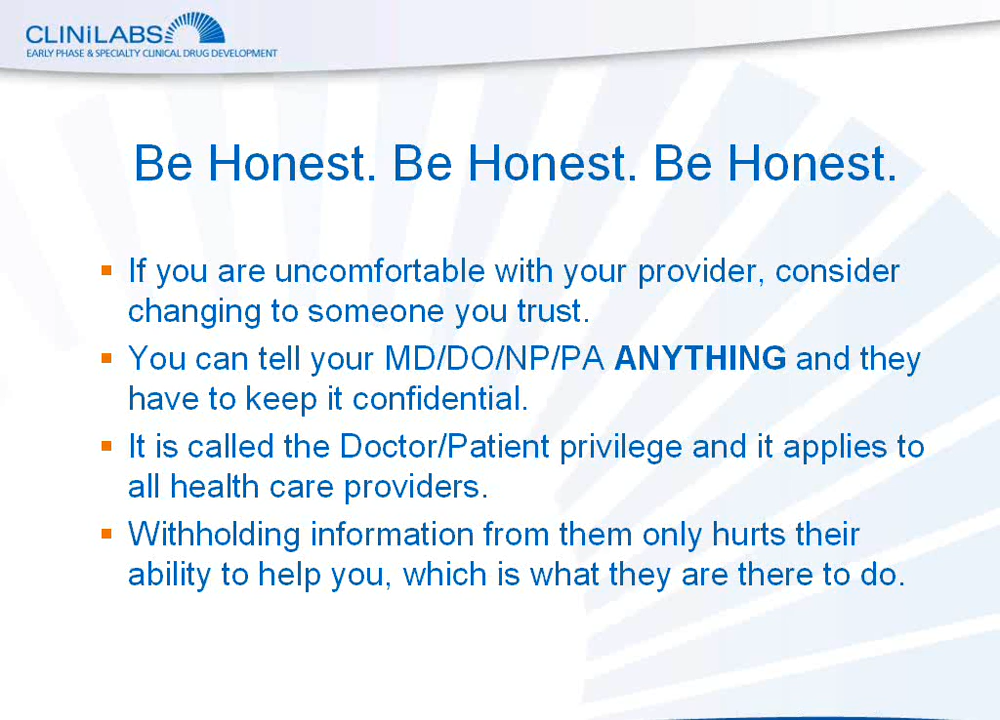 CLINiLABS
EARLY PHASE & SPECIALTY CLINICAL DRUG DEVELOPMENT
Be Honest. Be Honest. Be Honest.
If you are uncomfortable with your provider, consider
changing to someone you trust.
You can tell your MD/DO/NP/PA ANYTHING and they
have to keep it confidential.
It is called the Doctor/Patient privilege and it applies to
all health care providers.
Withholding information from them only hurts their
ability to help you, which is what they are there to do.